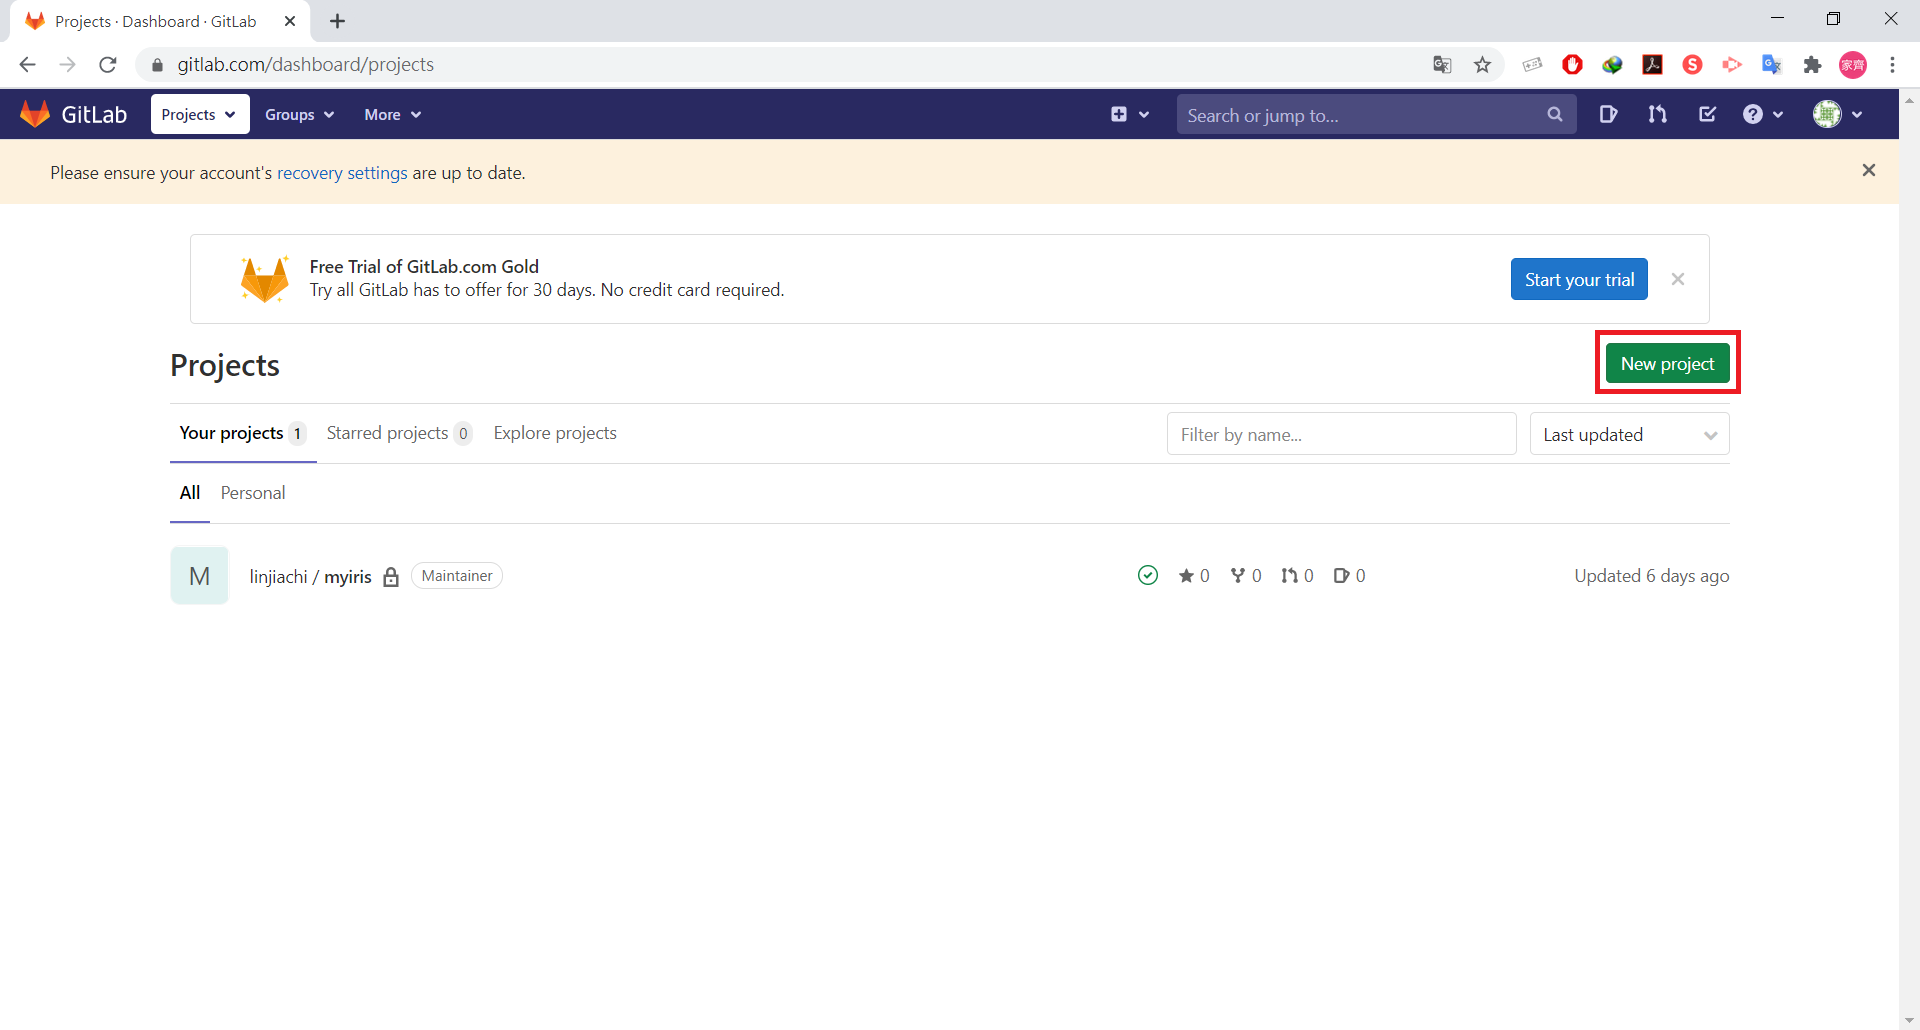 Projects · Dashboard · GitLab
gitlab.com/dashboard/projects
家齊
GitLab Projects Groups More Search or jump to...
Please ensure your account's recovery settings are up to date.
Free Trial of GitLab.com Gold
Try all GitLab has to offer for 30 days. No credit card required.
Start your trial
Projects
New project
Your projects 1 Starred projects 0 Explore projects Filter by name... Last updated
All Personal
M linjiachi / myiris Maintainer 0 0 0 0 Updated 6 days ago